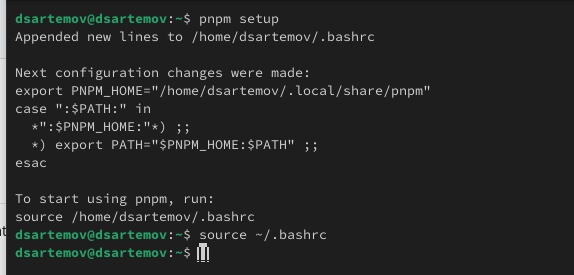 dsartemov@dsartemov:~$ pnpm setup
Appended new lines to /home/dsartemov/.bashrc

Next configuration changes were made:
export PNPM_HOME="/home/dsartemov/.local/share/pnpm"
case ":$PATH:" in
  *":$PNPM_HOME:"*) ;;
  *) export PATH="$PNPM_HOME:$PATH" ;;
esac

To start using pnpm, run:
source /home/dsartemov/.bashrc
dsartemov@dsartemov:~$ source ~/.bashrc
dsartemov@dsartemov:~$